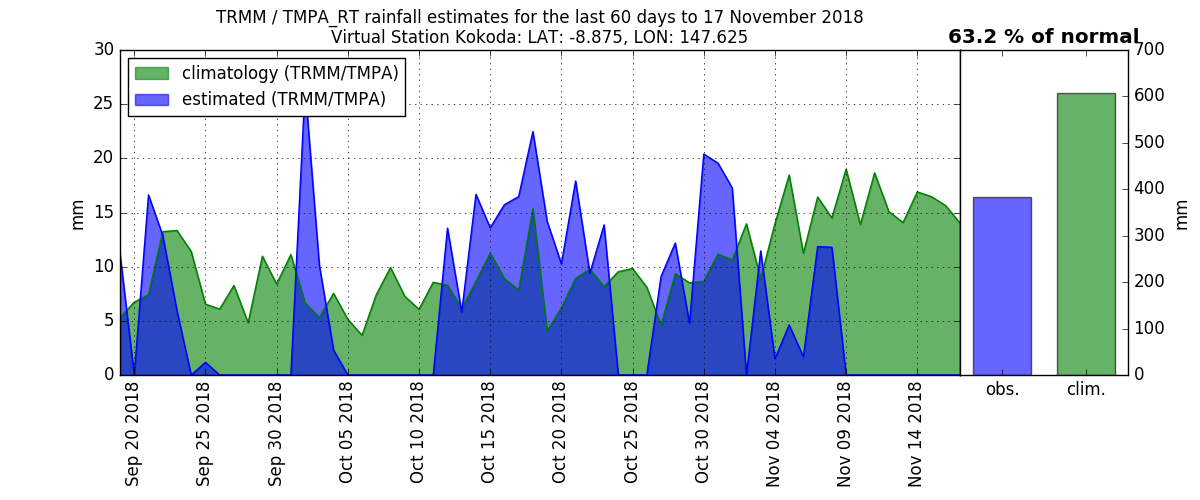 TRMM / TMPA_RT rainfall estimates for the last 60 days to 17 November 2018
Virtual Station Kokoda: LAT: -8.875, LON: 147.625
63.2 % of normal
climatology (TRMM/TMPA)
estimated (TRMM/TMPA)
30
25
20
15
10
5
0
mm
Sep 20 2018
Sep 25 2018
Sep 30 2018
Oct 05 2018
Oct 10 2018
Oct 15 2018
Oct 20 2018
Oct 25 2018
Oct 30 2018
Nov 04 2018
Nov 09 2018
Nov 14 2018
700
600
500
400
300
200
100
0
mm
obs.
clim.